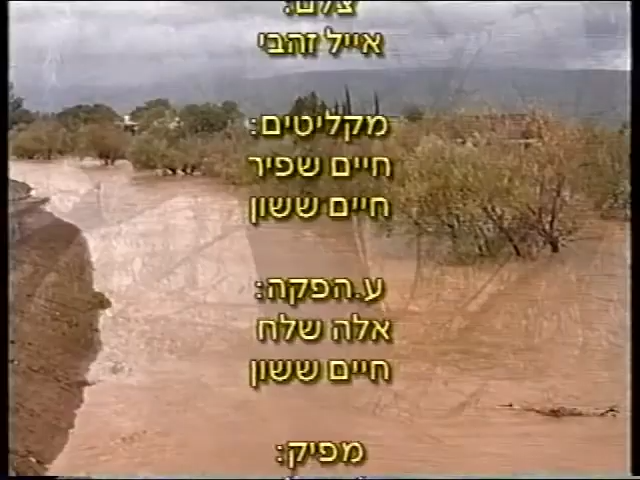 צלם:
אייל זהבי
מקליטים:
חיים שפיר
חיים ששון
ע.הפקה:
אלה שלח
חיים ששון
מפיק: